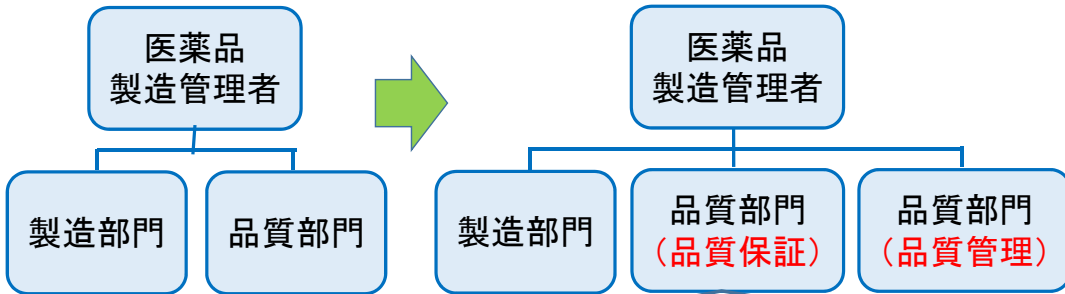 医薬品
製造管理者
製造部門
品質部門
医薬品
製造管理者
製造部門
品質部門
（品質保証）
品質部門
（品質管理）